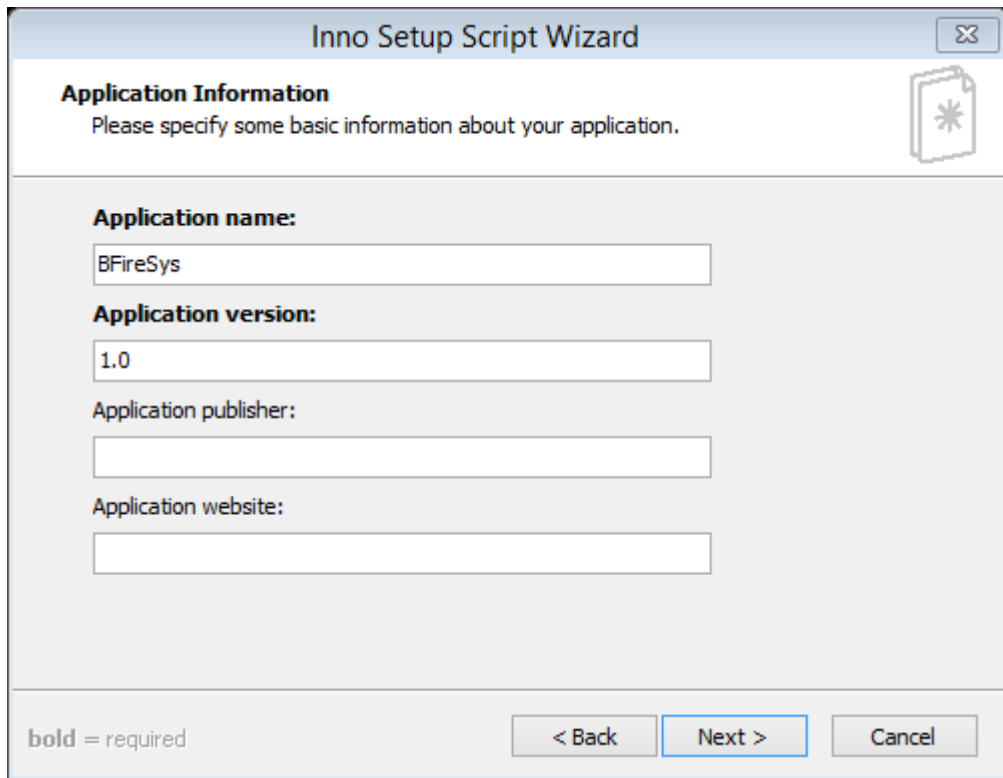 Inno Setup Script Wizard
Application Information
Please specify some basic information about your application.
Application name:
BFireSys
Application version:
1.0
Application publisher:
Application website:
bold = required
< Back
Next >
Cancel